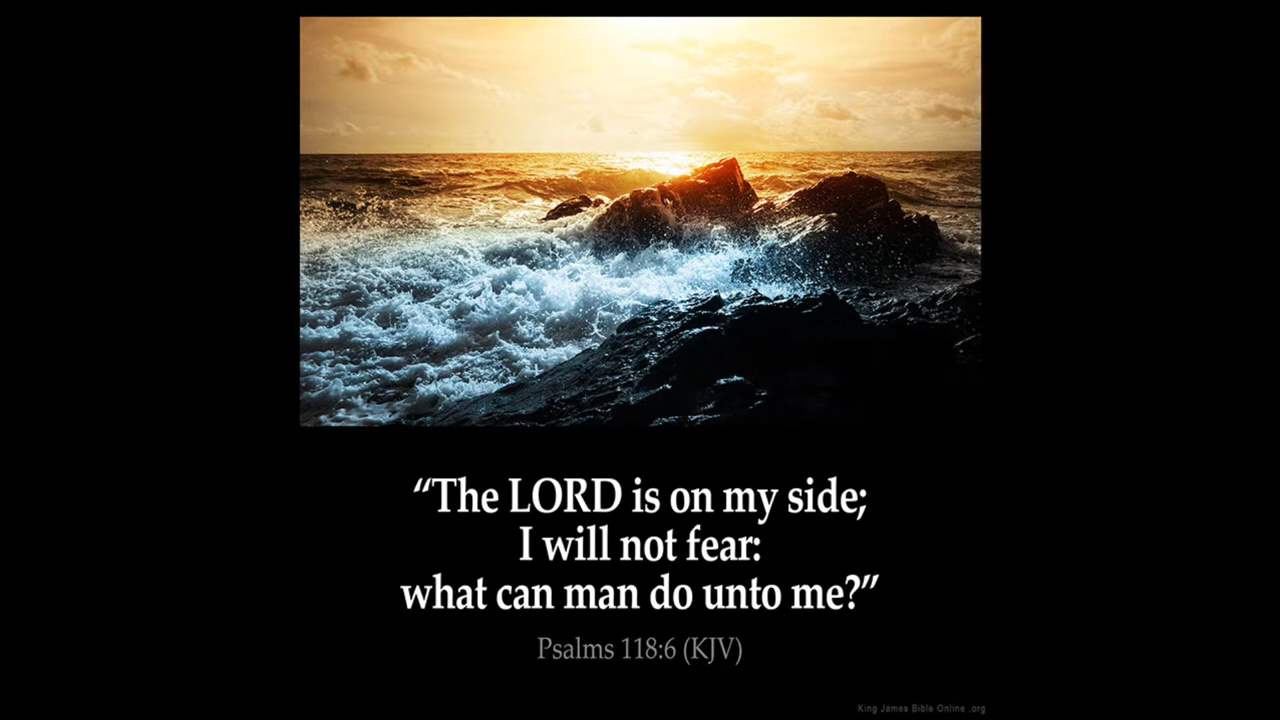 “The LORD is on my side;
I will not fear:
what can man do unto me?”
Psalms 118:6 (KJV)
King James Bible Online .org